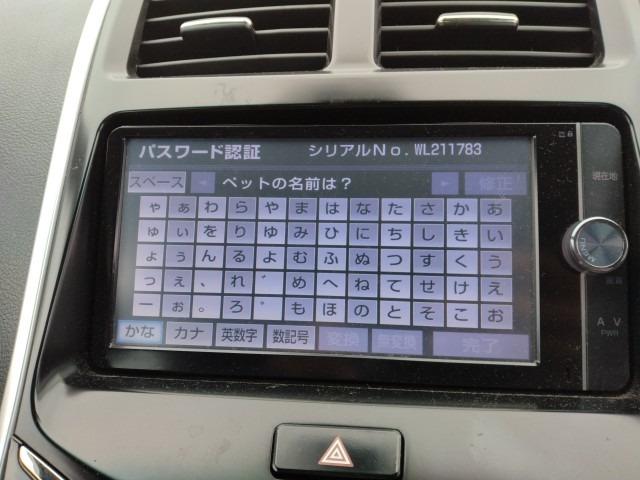 パスワード認証 シリアルNo.WL211783
スペース ◄ ペットの名前は？ ► 修正
ゃ ぁ わ ら や ま は な た さ か あ
ゅ ぃ を り ゆ み ひ に ち し き い
ょ ぅ ん る よ む ふ ぬ つ す く う
っ ぇ 、 れ ゛ め へ ね て せ け え
ー ぉ 。 ろ ゜ も ほ の と そ こ お
かな カナ 英数字 数記号 変換 無変換 完了
現在地
画面
A V
PWR